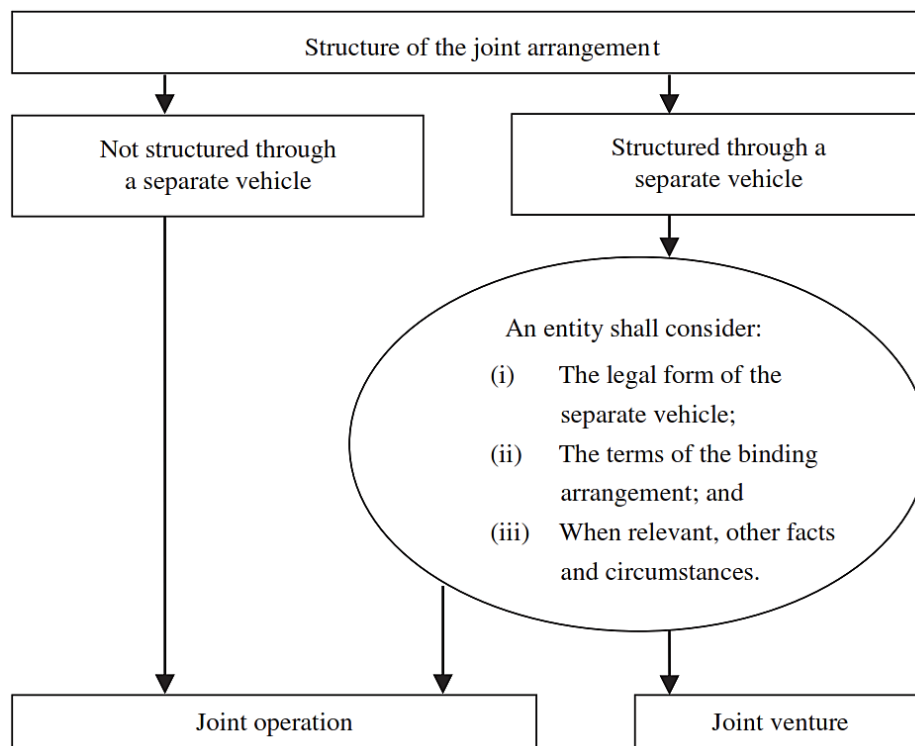 Structure of the joint arrangement
Not structured through
a separate vehicle
Structured through a
separate vehicle
An entity shall consider:
(i) The legal form of the
separate vehicle;
(ii) The terms of the binding
arrangement; and
(iii) When relevant, other facts
and circumstances.
Joint operation
Joint venture